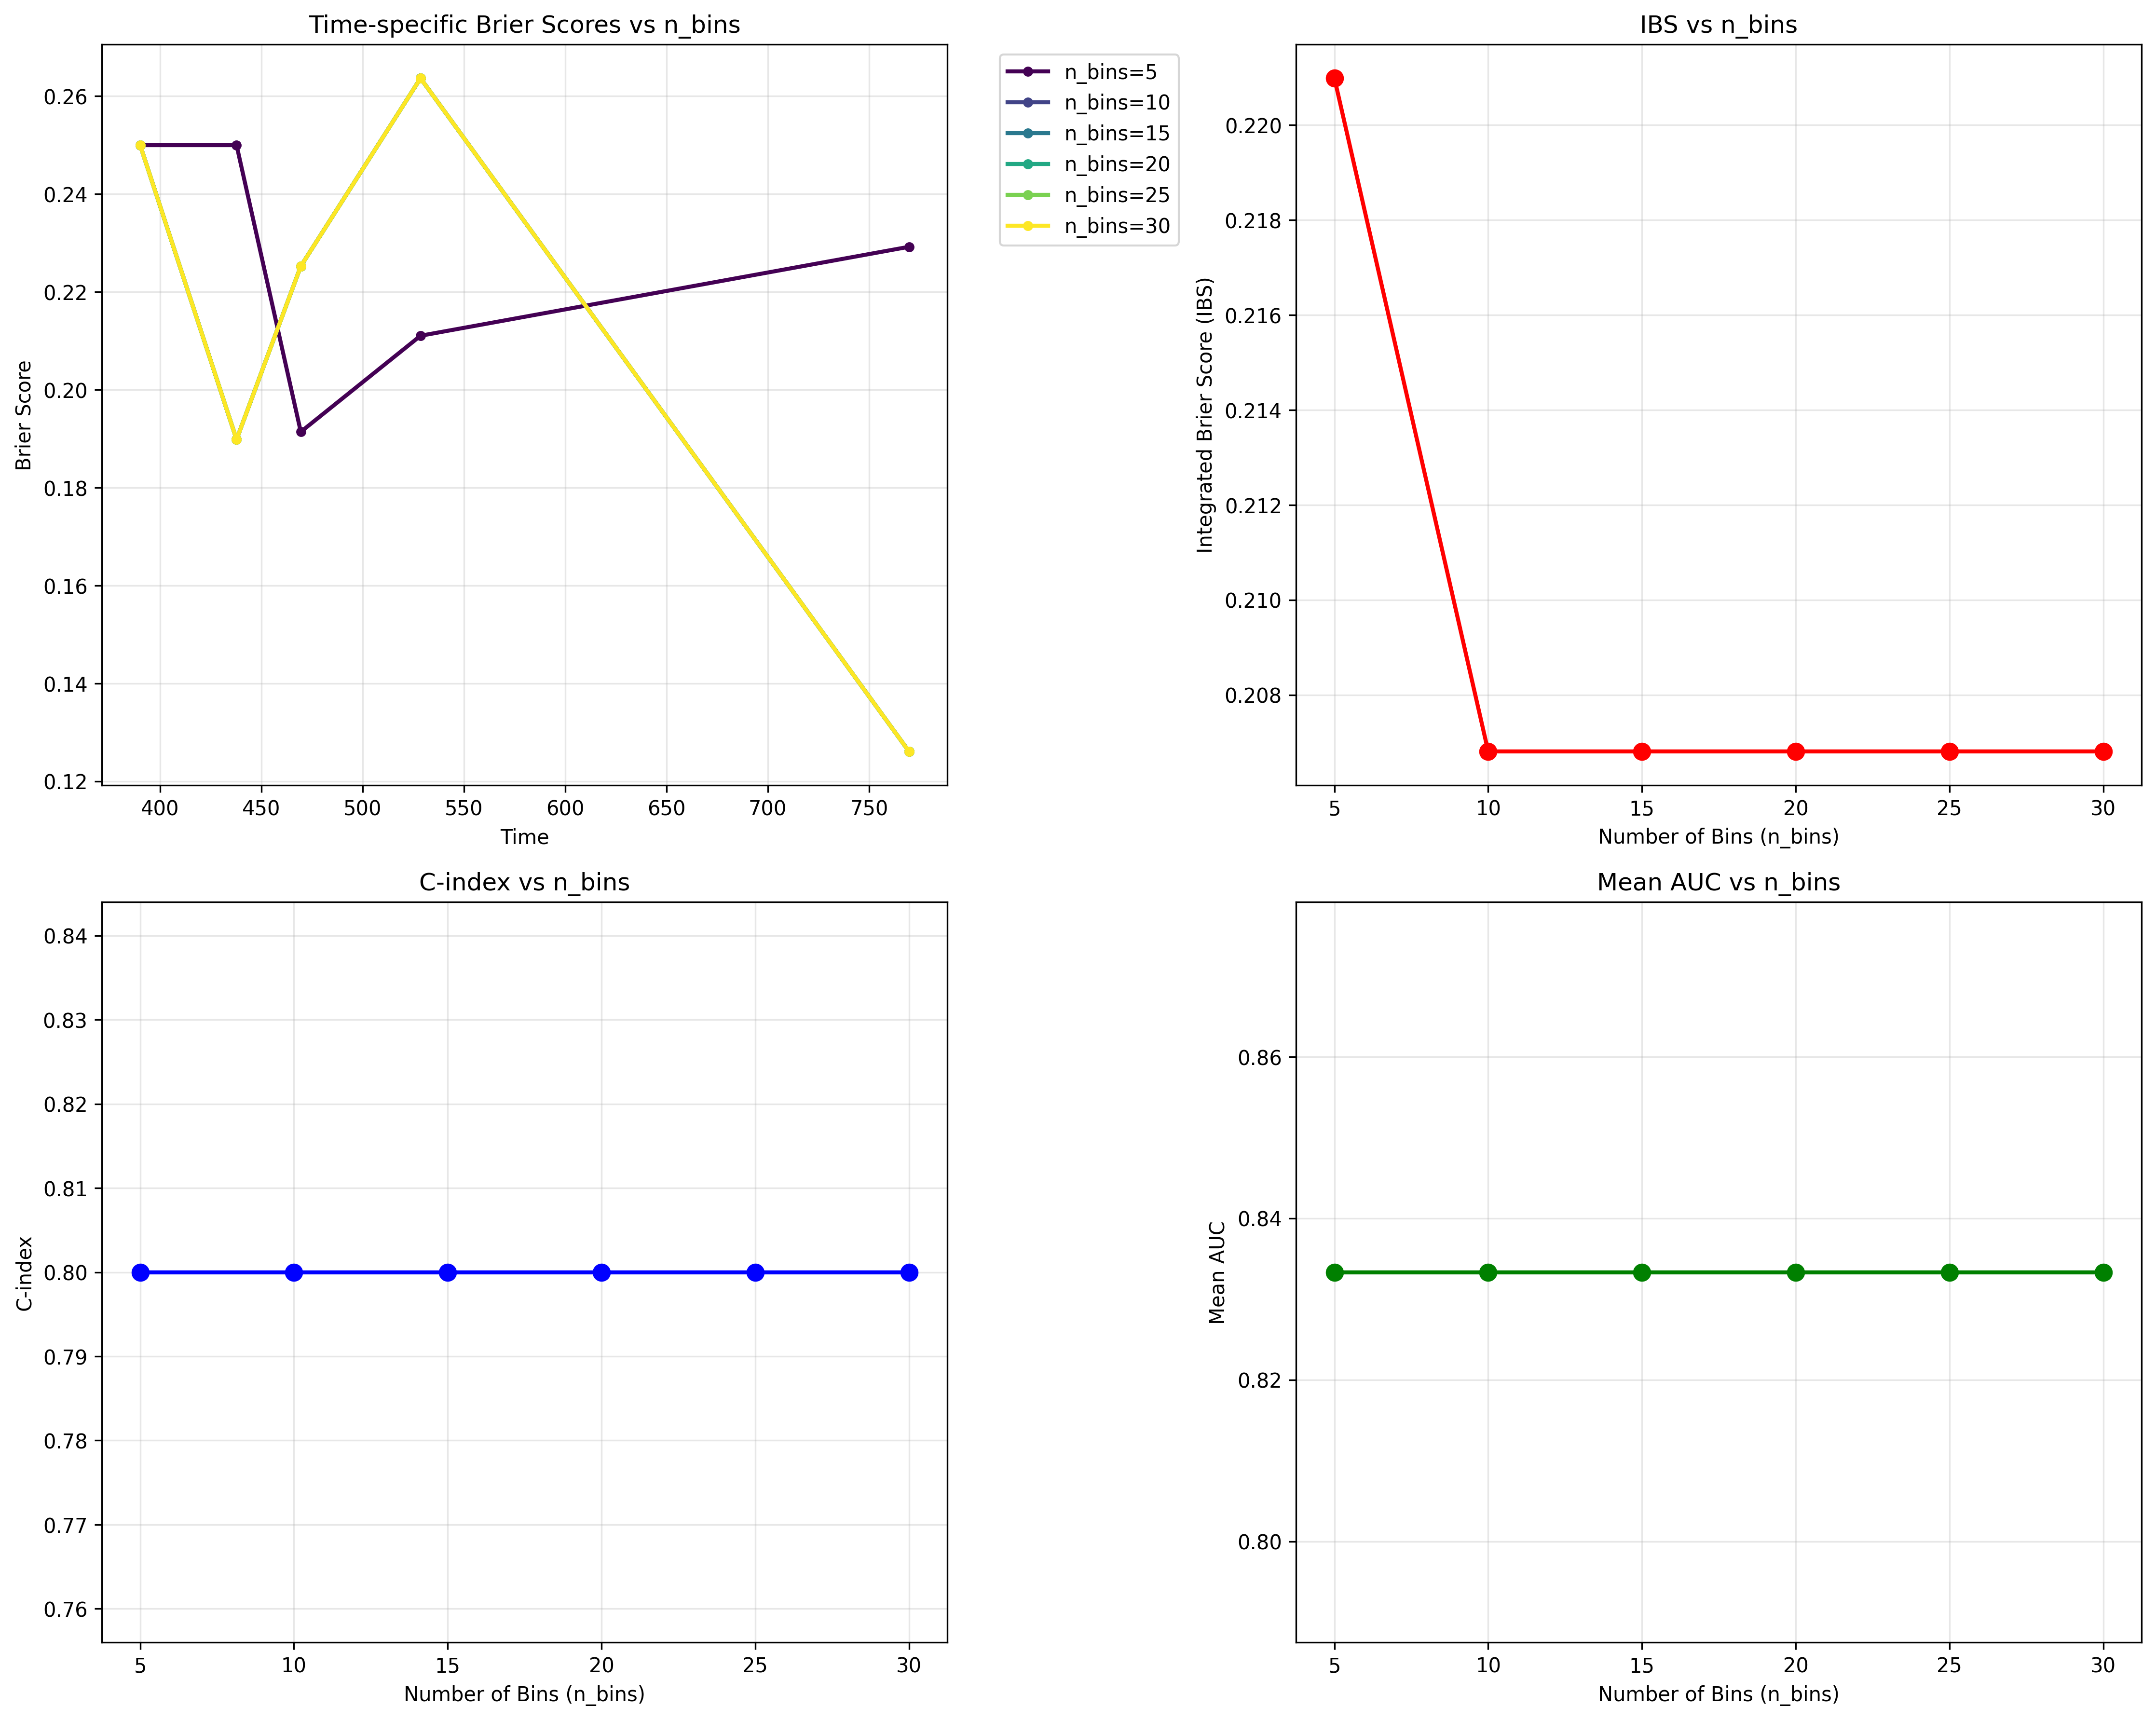 Time-specific Brier Scores vs n_bins
Brier Score
0.26
0.24
0.22
0.20
0.18
0.16
0.14
0.12
400 450 500 550 600 650 700 750
Time
n_bins=5
n_bins=10
n_bins=15
n_bins=20
n_bins=25
n_bins=30
IBS vs n_bins
Integrated Brier Score (IBS)
0.220
0.218
0.216
0.214
0.212
0.210
0.208
5 10 15 20 25 30
Number of Bins (n_bins)
C-index vs n_bins
C-index
0.84
0.83
0.82
0.81
0.80
0.79
0.78
0.77
0.76
5 10 15 20 25 30
Number of Bins (n_bins)
Mean AUC vs n_bins
Mean AUC
0.86
0.84
0.82
0.80
5 10 15 20 25 30
Number of Bins (n_bins)